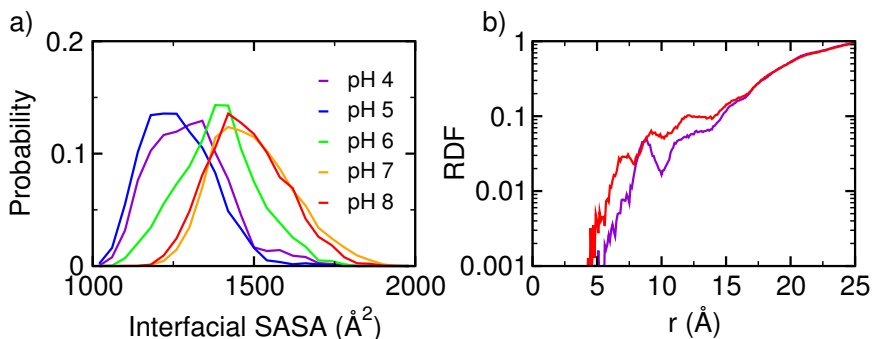 a)
0.2
0.1
0
Probability
pH 4
pH 5
pH 6
pH 7
pH 8
1000 1500 2000
Interfacial SASA (Å²)
b)
1
0.1
0.01
0.001
RDF
0 5 10 15 20 25
r (Å)